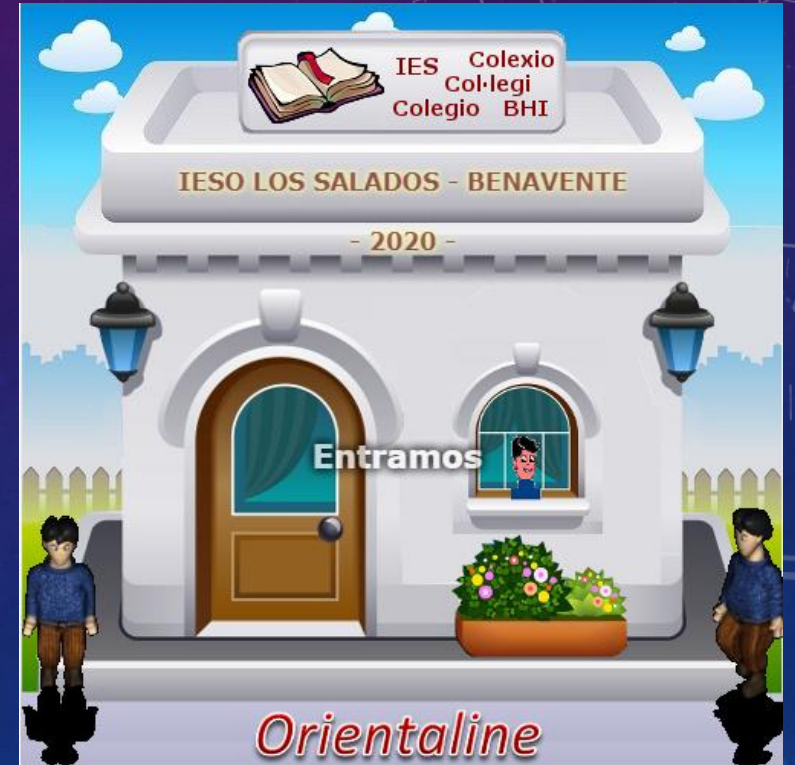 IES Colexio
Col·legi
Colegio BHI
IESO LOS SALADOS - BENAVENTE
- 2020 -
Entramos
Orientaline